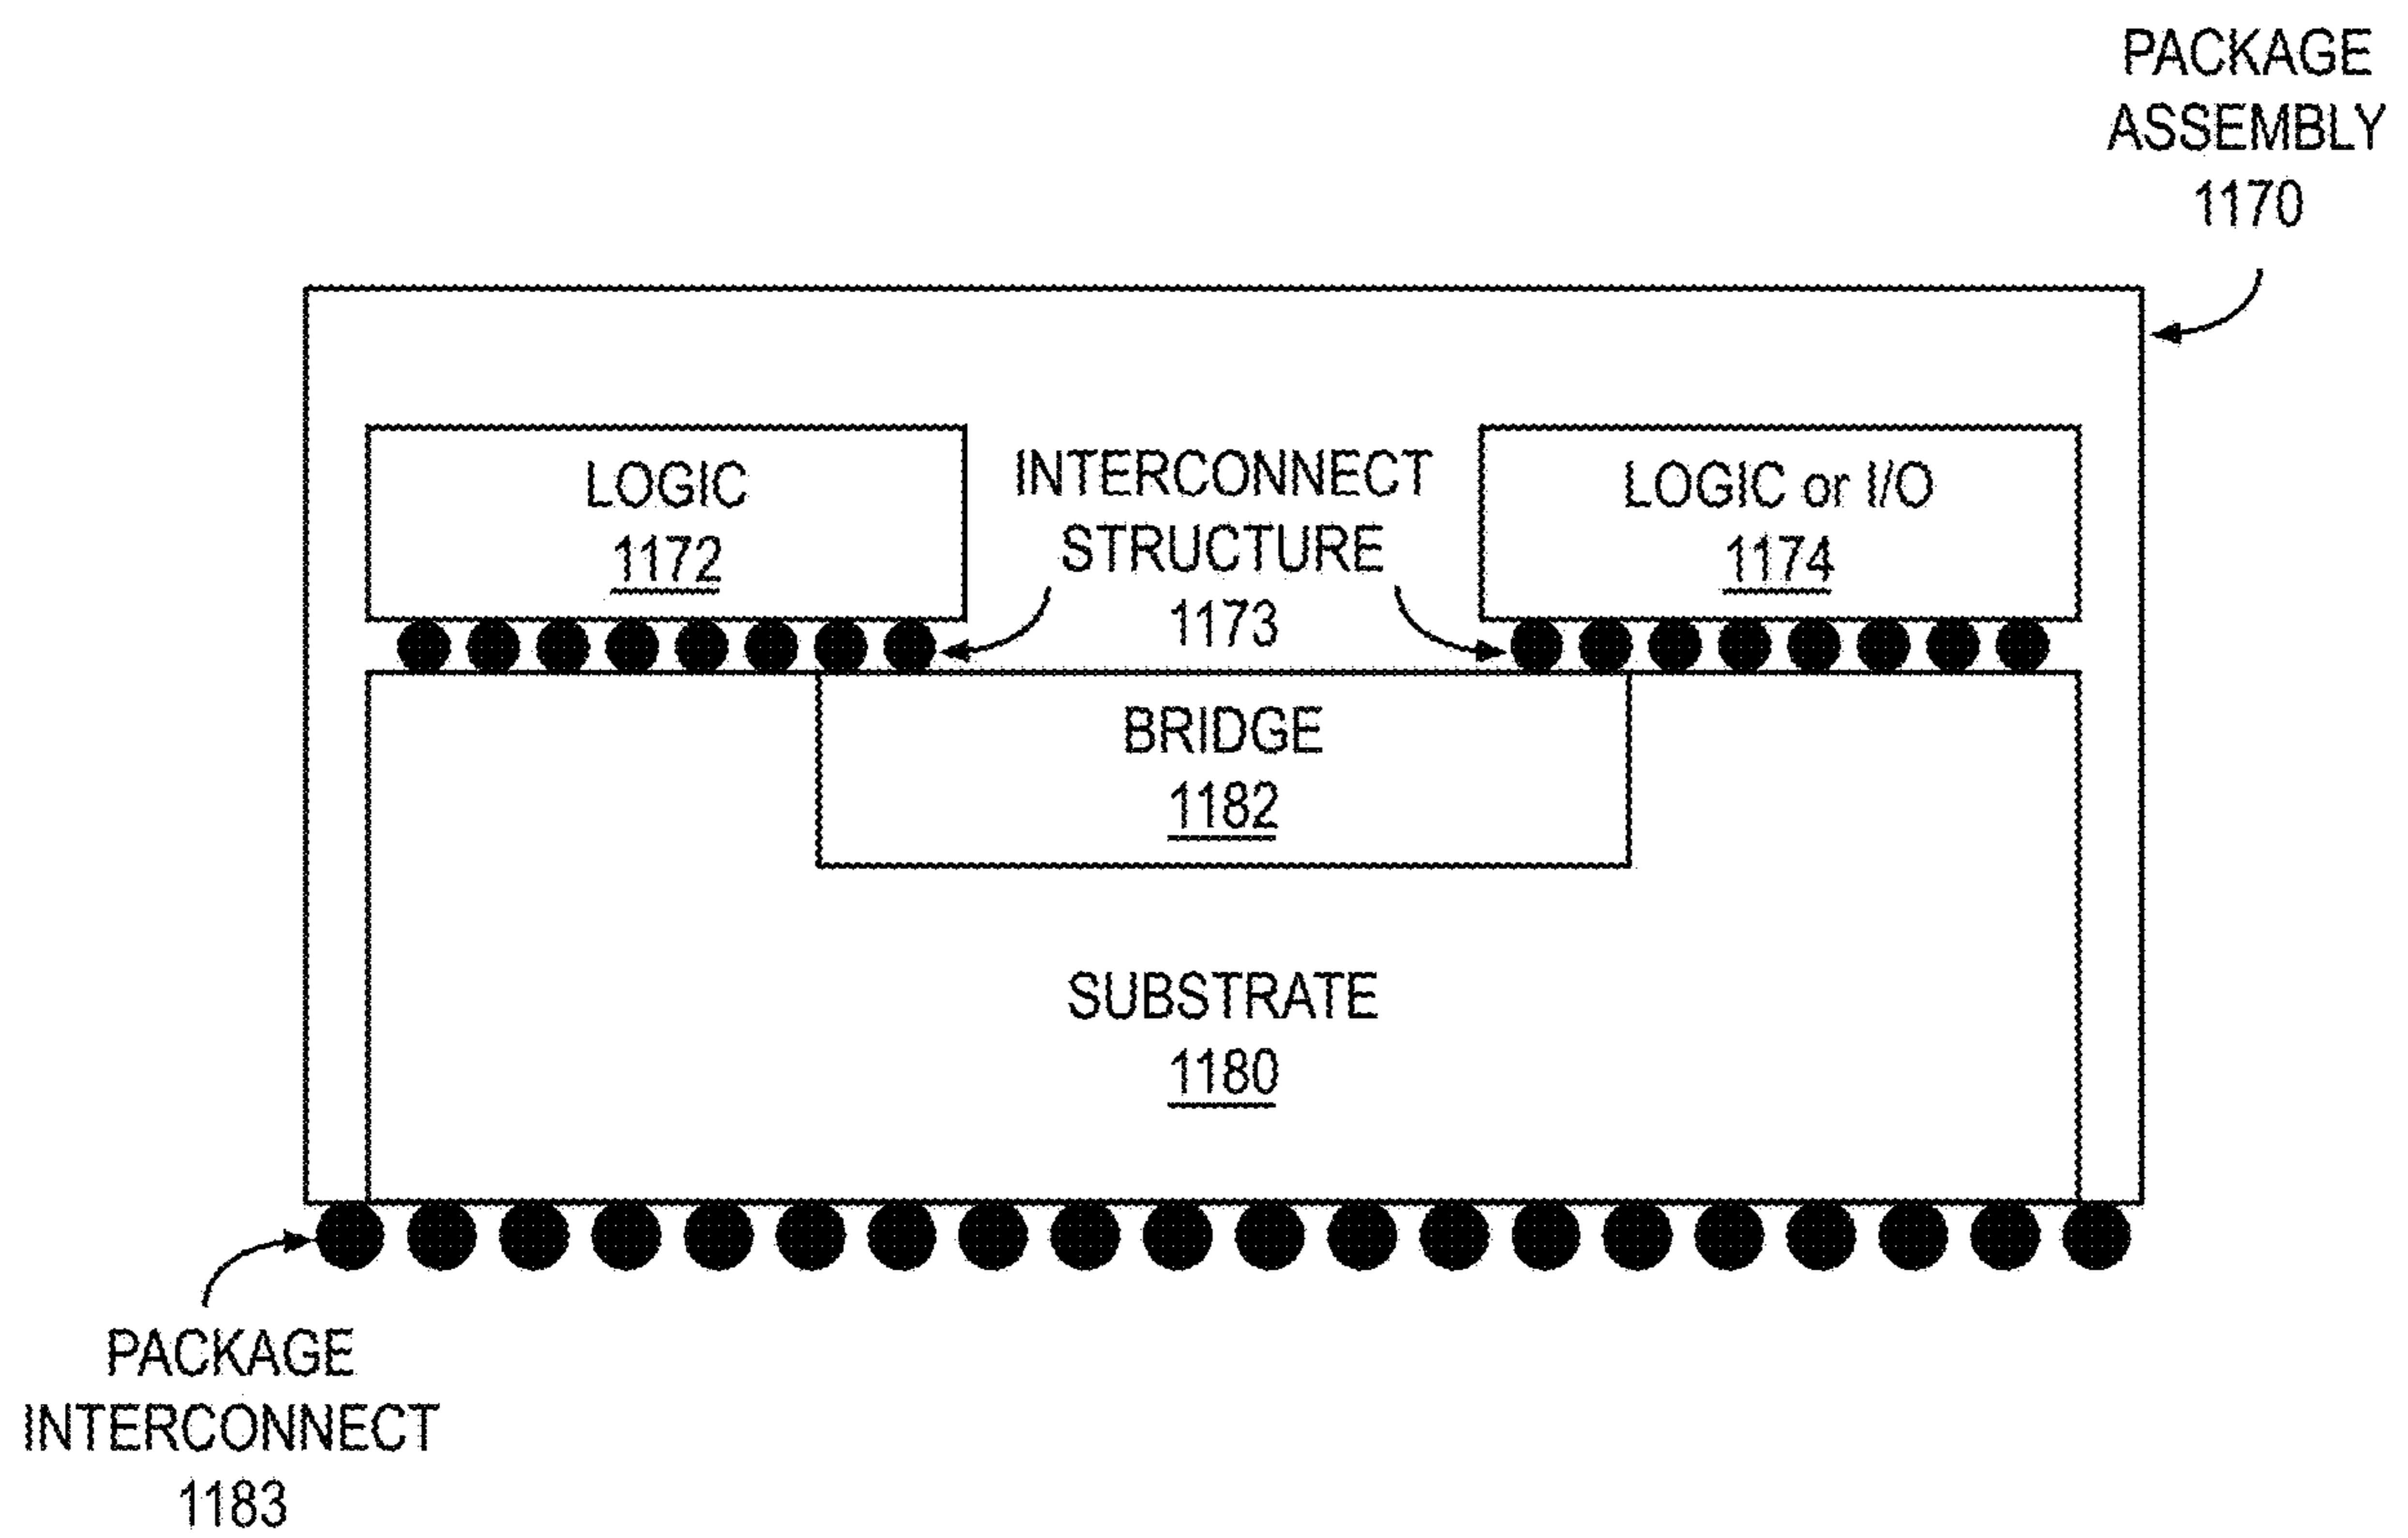 PACKAGE
ASSEMBLY
1170
LOGIC
1172
INTERCONNECT
STRUCTURE
1173
LOGIC or I/O
1174
BRIDGE
1182
SUBSTRATE
1180
PACKAGE
INTERCONNECT
1183